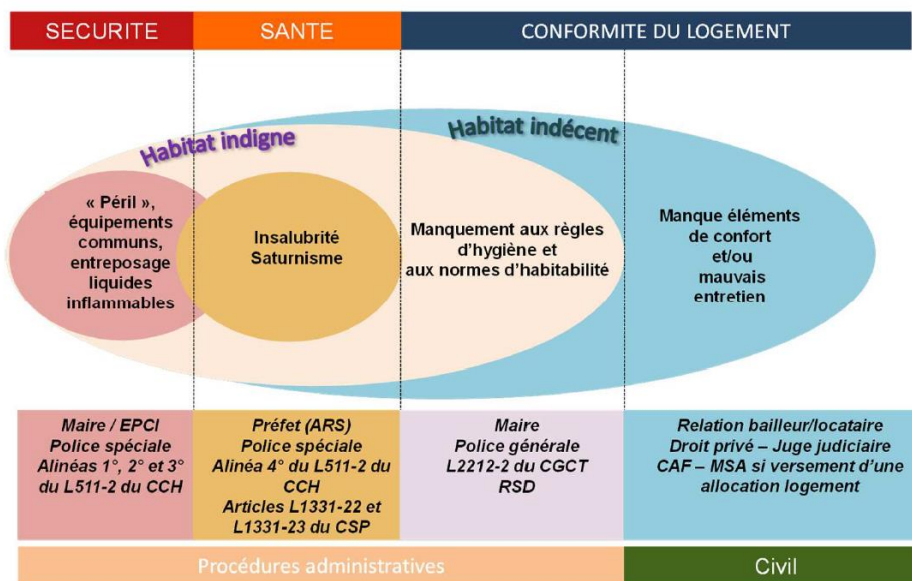 SECURITE
SANTE
CONFORMITE DU LOGEMENT
Habitat indigne
Habitat indécent
« Péril »,
équipements
communs,
entreposage
liquides
inflammables
Insalubrité
Saturnisme
Manquement aux règles
d'hygiène et
aux normes d'habitabilité
Manque éléments
de confort
et/ou
mauvais
entretien
Maire / EPCI
Police spéciale
Alinéas 1°, 2° et 3°
du L511-2 du CCH
Préfet (ARS)
Police spéciale
Alinéa 4° du L511-2 du
CCH
Articles L1331-22 et
L1331-23 du CSP
Maire
Police générale
L2212-2 du CGCT
RSD
Relation bailleur/locataire
Droit privé – Juge judiciaire
CAF – MSA si versement d'une
allocation logement
Procédures administratives
Civil